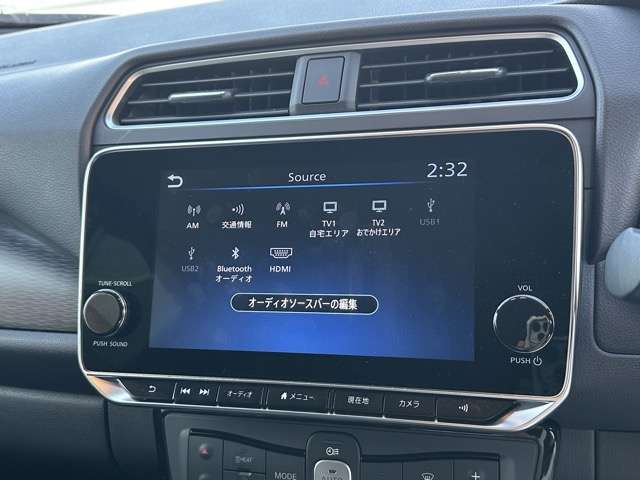 Source
2:32
AM
交通情報
FM
TV1
自宅エリア
TV2
おでかけエリア
USB1
USB2
Bluetooth
オーディオ
HDMI
オーディオソースバーの編集
TUNE·SCROLL
PUSH SOUND
VOL
PUSH
オーディオ
メニュー
現在地
カメラ
HEAT
MODE
AUTO